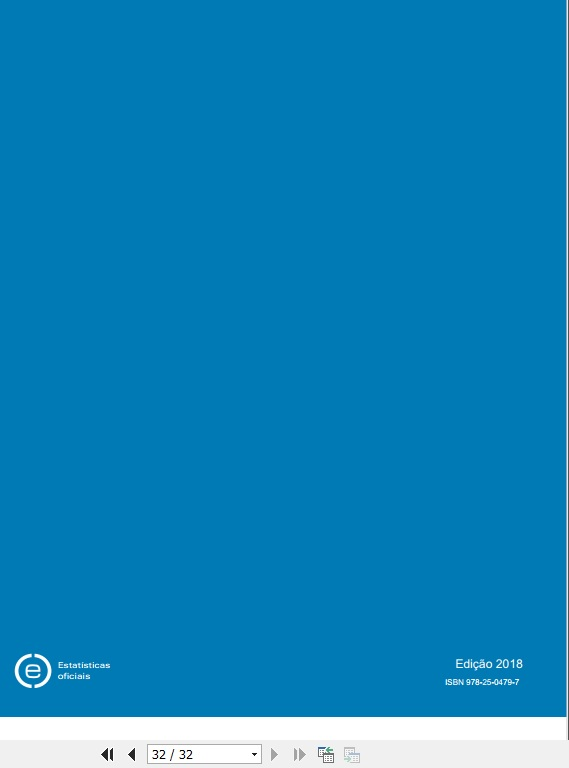 e
Estatísticas
oficiais
Edição 2018
ISBN 978-25-0479-7
32 / 32